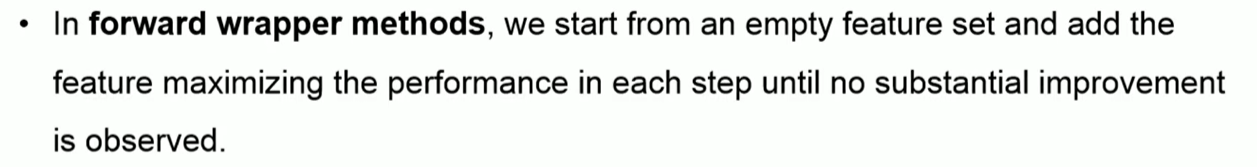 • In forward wrapper methods, we start from an empty feature set and add the
feature maximizing the performance in each step until no substantial improvement
is observed.